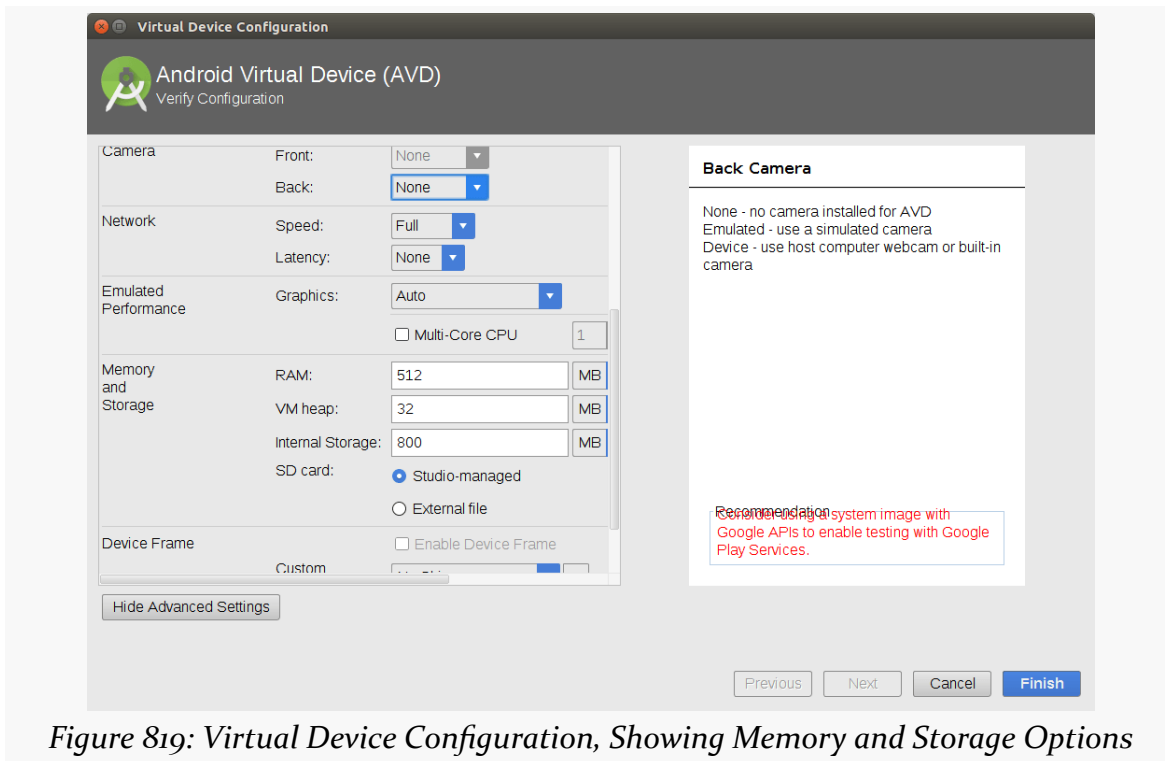 Virtual Device Configuration
Android Virtual Device (AVD)
Verify Configuration
Camera
Front: None
Back: None
Network
Speed: Full
Latency: None
Emulated
Performance
Graphics: Auto
Multi-Core CPU 1
Memory
and
Storage
RAM: 512 MB
VM heap: 32 MB
Internal Storage: 800 MB
SD card: Studio-managed
External file
Device Frame
Enable Device Frame
Custom
Hide Advanced Settings
Back Camera
None - no camera installed for AVD
Emulated - use a simulated camera
Device - use host computer webcam or built-in
camera
Recommendation
Consider using a system image with
Google APIs to enable testing with Google
Play Services.
Previous Next Cancel Finish
Figure 819: Virtual Device Configuration, Showing Memory and Storage Options